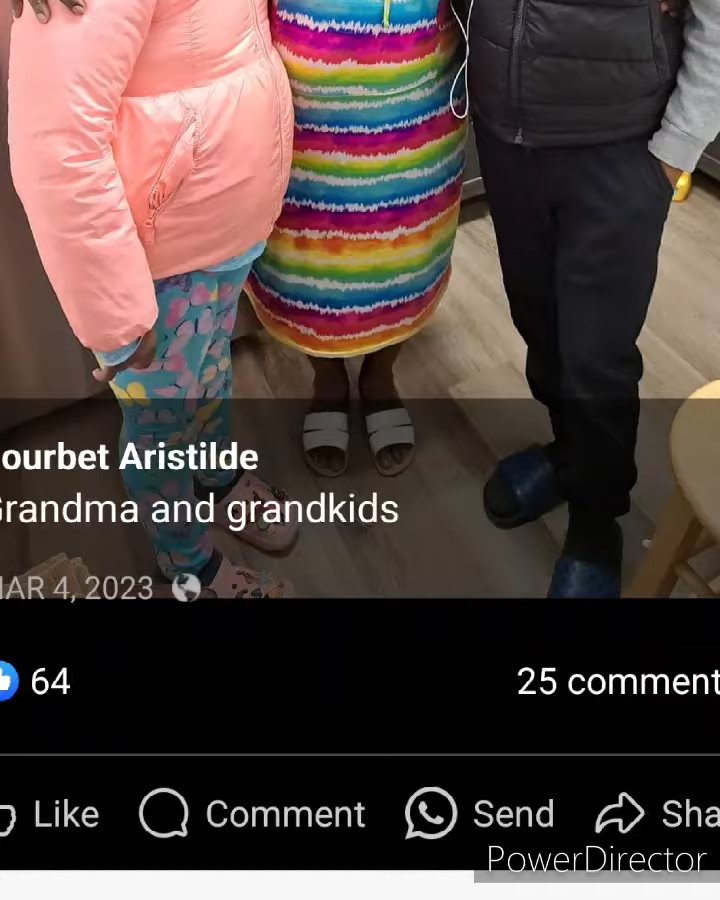 ourbet Aristilde
Grandma and grandkids
MAR 4, 2023
64
25 comment
Like Comment Send Sha
PowerDirector